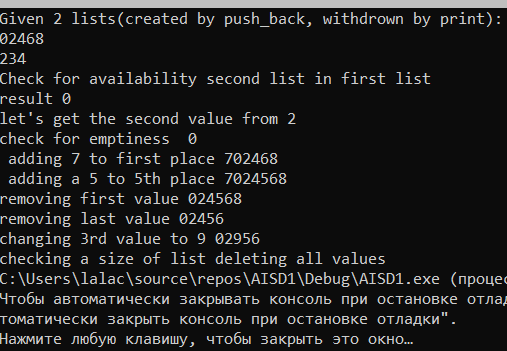 Given 2 lists(created by push_back, withdrown by print):
02468
234
Check for availability second list in first list
result 0
let's get the second value from 2
check for emptiness  0
 adding 7 to first place 702468
 adding a 5 to 5th place 7024568
removing first value 024568
removing last value 02456
changing 3rd value to 9 02956
checking a size of list deleting all values
C:\Users\lalac\source\repos\AISD1\Debug\AISD1.exe (процес
Чтобы автоматически закрывать консоль при остановке отлад
томатически закрыть консоль при остановке отладки".
Нажмите любую клавишу, чтобы закрыть это окно…